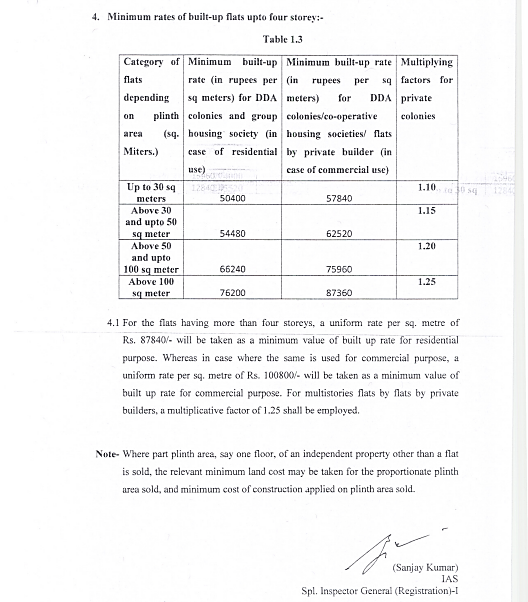 4. Minimum rates of built-up flats upto four storey:-
Table 1.3
Category of flats depending on plinth area (sq. Miters.)
Minimum built-up rate (in rupees per sq meters) for DDA colonies and group housing society (in case of residential use)
Minimum built-up rate (in rupees per sq meters) for DDA colonies/co-operative housing societies/ flats by private builder (in case of commercial use)
Multiplying factors for private colonies
Up to 30 sq meters 50400 57840 1.10
Above 30 and upto 50 sq meter 54480 62520 1.15
Above 50 and upto 100 sq meter 66240 75960 1.20
Above 100 sq meter 76200 87360 1.25
4.1 For the flats having more than four storeys, a uniform rate per sq. metre of
Rs. 87840/- will be taken as a minimum value of built up rate for residential
purpose. Whereas in case where the same is used for commercial purpose, a
uniform rate per sq. metre of Rs. 100800/- will be taken as a minimum value of
built up rate for commercial purpose. For multistories flats by flats by private
builders, a multiplicative factor of 1.25 shall be employed.
Note- Where part plinth area, say one floor, of an independent property other than a flat
is sold, the relevant minimum land cost may be taken for the proportionate plinth
area sold, and minimum cost of construction applied on plinth area sold.
(Sanjay Kumar)
IAS
Spl. Inspector General (Registration)-I